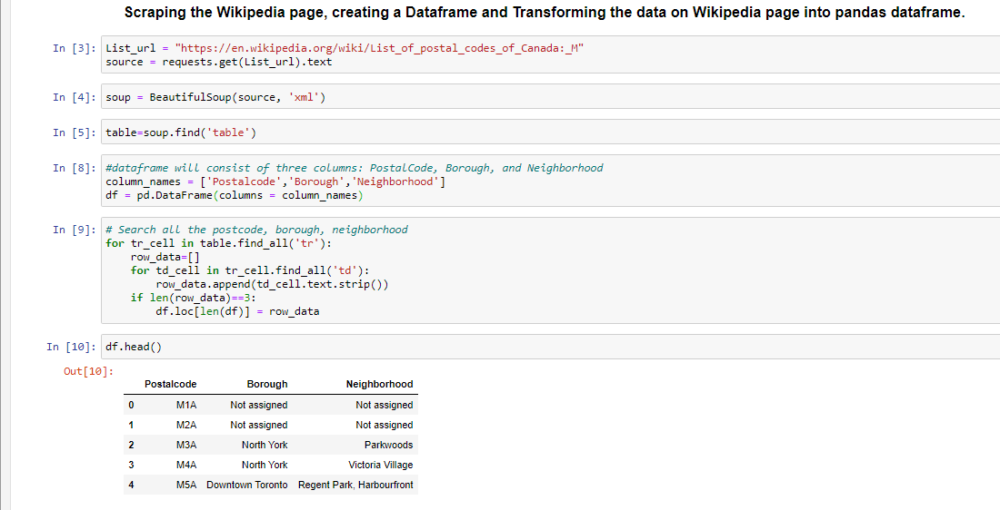 Scraping the Wikipedia page, creating a Dataframe and Transforming the data on Wikipedia page into pandas dataframe.
In [3]: List_url = "https://en.wikipedia.org/wiki/List_of_postal_codes_of_Canada:_M"
source = requests.get(List_url).text
In [4]: soup = BeautifulSoup(source, 'xml')
In [5]: table=soup.find('table')
In [8]: #dataframe will consist of three columns: PostalCode, Borough, and Neighborhood
column_names = ['Postalcode','Borough','Neighborhood']
df = pd.DataFrame(columns = column_names)
In [9]: # Search all the postcode, borough, neighborhood
for tr_cell in table.find_all('tr'):
    row_data=[]
    for td_cell in tr_cell.find_all('td'):
        row_data.append(td_cell.text.strip())
    if len(row_data)==3:
        df.loc[len(df)] = row_data
In [10]: df.head()
Out[10]:
Postalcode Borough Neighborhood
0 M1A Not assigned Not assigned
1 M2A Not assigned Not assigned
2 M3A North York Parkwoods
3 M4A North York Victoria Village
4 M5A Downtown Toronto Regent Park, Harbourfront